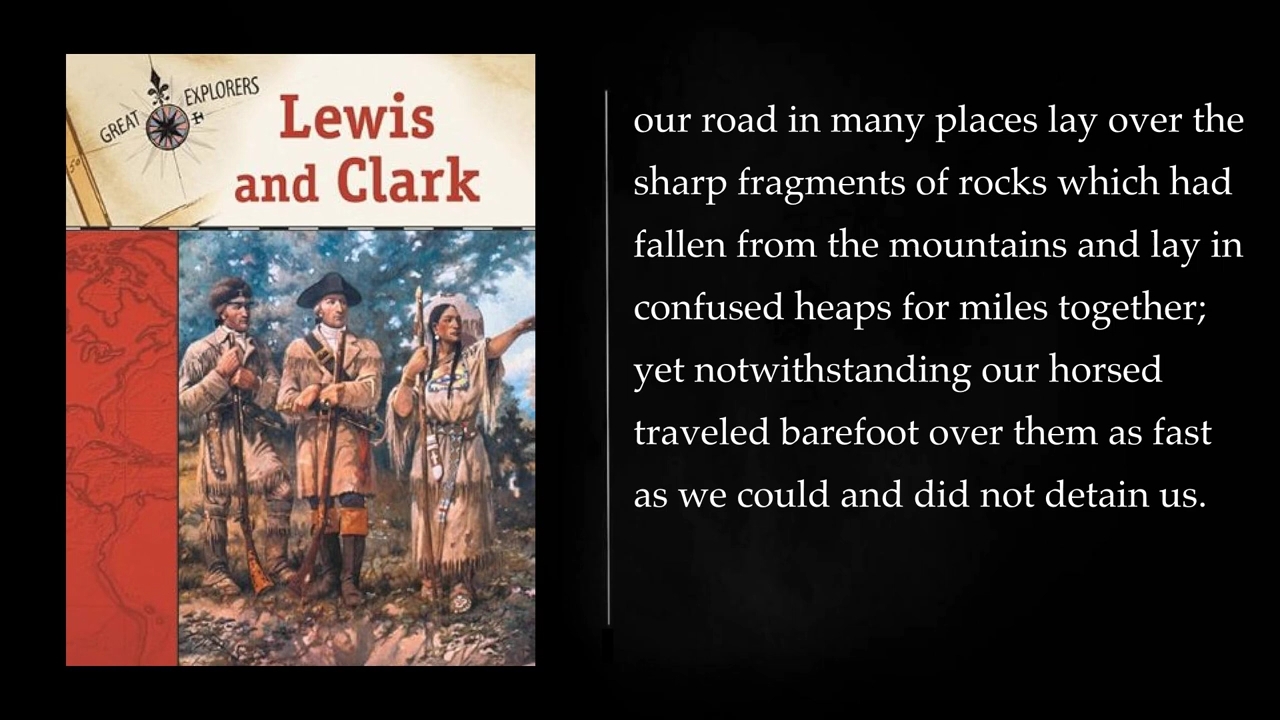 GREAT EXPLORERS
Lewis
and Clark
50
our road in many places lay over the
sharp fragments of rocks which had
fallen from the mountains and lay in
confused heaps for miles together;
yet notwithstanding our horsed
traveled barefoot over them as fast
as we could and did not detain us.